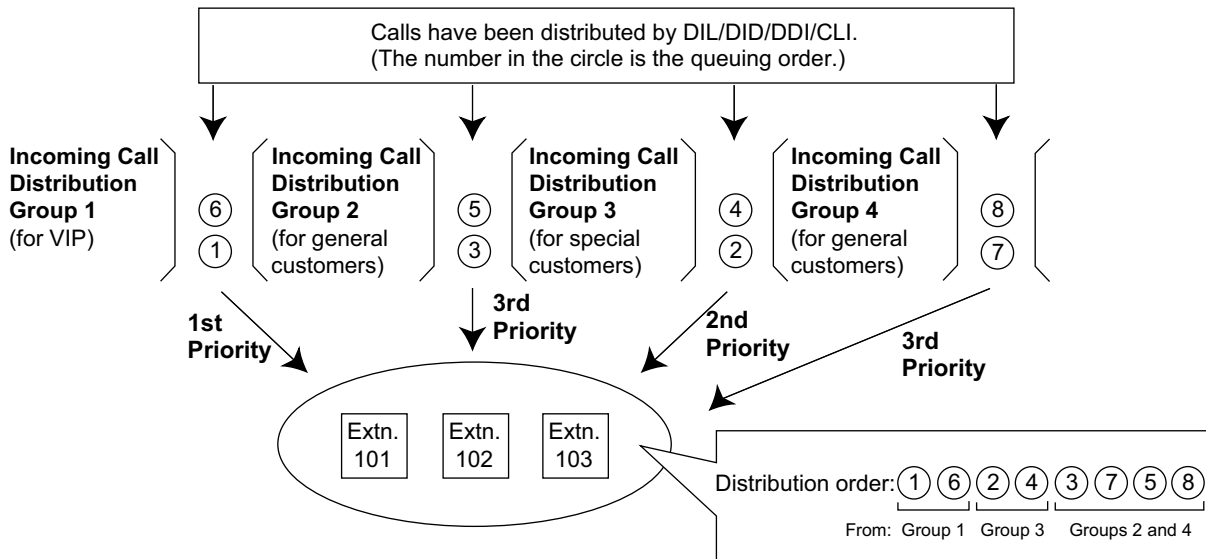 Calls have been distributed by DIL/DID/DDI/CLI.
(The number in the circle is the queuing order.)
Incoming Call
Distribution
Group 1
(for VIP)
6
1
Incoming Call
Distribution
Group 2
(for general
customers)
5
3
Incoming Call
Distribution
Group 3
(for special
customers)
4
2
Incoming Call
Distribution
Group 4
(for general
customers)
8
7
1st
Priority
3rd
Priority
2nd
Priority
3rd
Priority
Extn.
101
Extn.
102
Extn.
103
Distribution order: 1 6 2 4 3 7 5 8
From: Group 1 Group 3 Groups 2 and 4